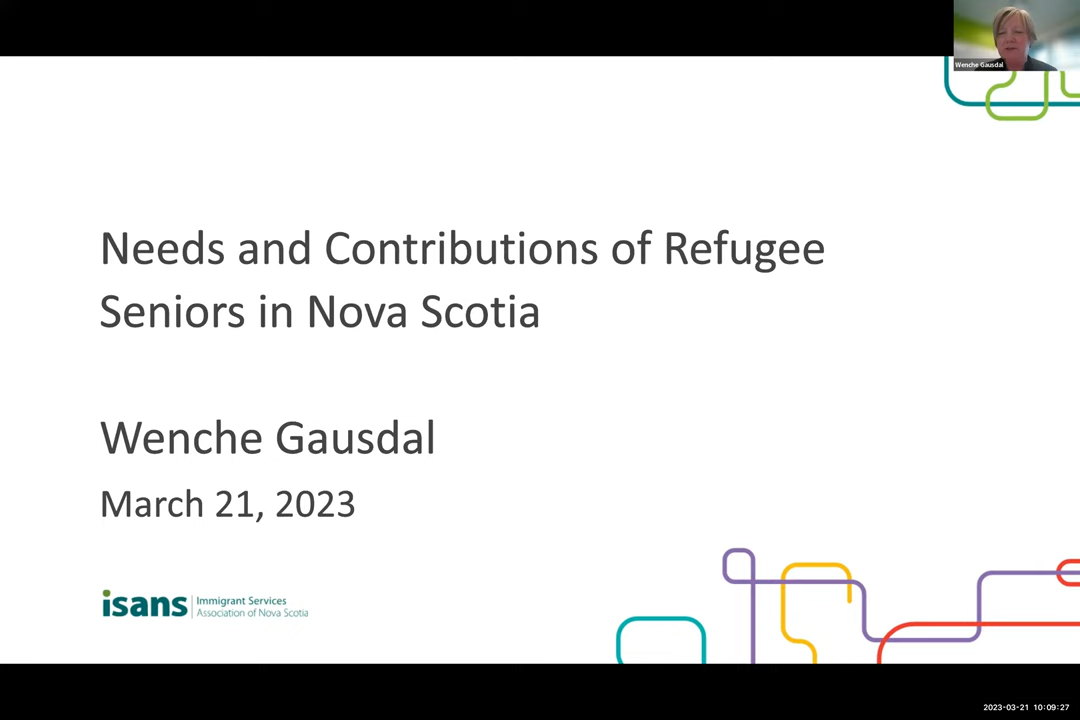 Wenche Gausdal
Needs and Contributions of Refugee
Seniors in Nova Scotia
Wenche Gausdal
March 21, 2023
isans
Immigrant Services
Association of Nova Scotia
2023-03-21 10:09:27